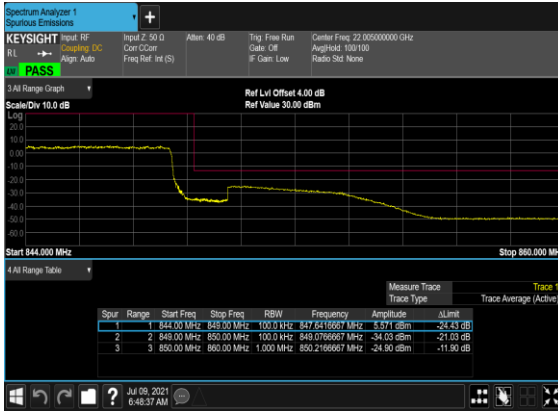 Spectrum Analyzer 1
Spurious Emissions
+
KEYSIGHT Input: RF Input Z: 50 Ω Atten: 40 dB Trig: Free Run Center Freq: 22.005000000 GHz
RL Coupling: DC Corr CCorr Gate: Off Avg|Hold: 100/100
Align: Auto Freq Ref: Int (S) IF Gain: Low Radio Std: None
PASS
3 All Range Graph
Scale/Div 10.0 dB
Ref Lvl Offset 4.00 dB
Ref Value 30.00 dBm
Log
20.0
10.0
0.00
-10.0
-20.0
-30.0
-40.0
-50.0
-60.0
Start 844.000 MHz Stop 860.000 MH
4 All Range Table
Measure Trace Trace 1
Trace Type Trace Average (Active)
Spur Range Start Freq Stop Freq RBW Frequency Amplitude ΔLimit
1 1 844.00 MHz 849.00 MHz 100.0 kHz 847.6416667 MHz 5.571 dBm -24.43 dB
2 2 849.00 MHz 850.00 MHz 100.0 kHz 849.0766667 MHz -34.03 dBm -21.03 dB
3 3 850.00 MHz 860.00 MHz 1.000 MHz 850.2166667 MHz -24.90 dBm -11.90 dB
? Jul 09, 2021
6:48:37 AM